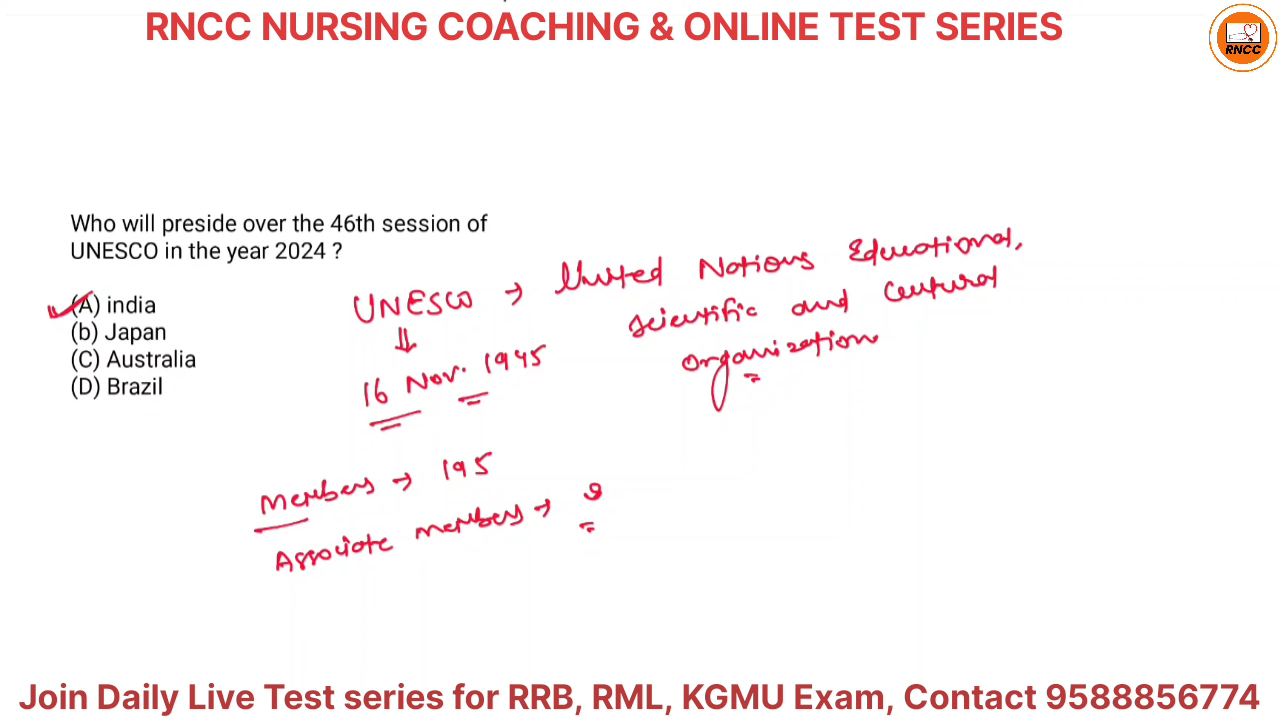 RNCC NURSING COACHING & ONLINE TEST SERIES
RNCC
Who will preside over the 46th session of
UNESCO in the year 2024 ?
(A) india
(b) Japan
(C) Australia
(D) Brazil
UNESCO → United Nations Educational,
scientific and Cultural
organization
⇓
16 Nov. 1945
Members → 195
Associate members →
Join Daily Live Test series for RRB, RML, KGMU Exam, Contact 9588856774